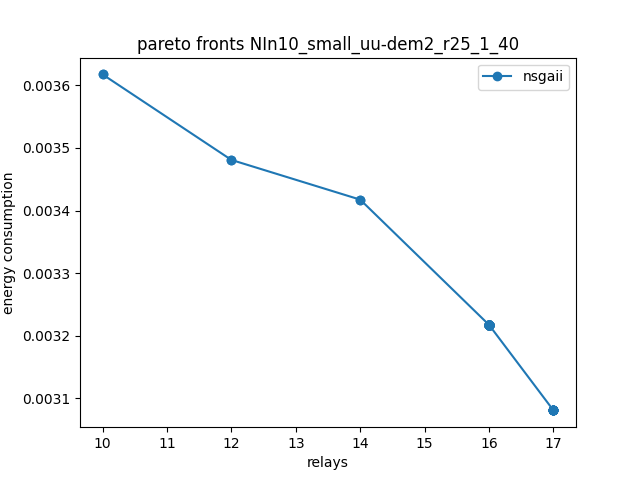 pareto fronts NIn10_small_uu-dem2_r25_1_40
nsgaii
0.0036
0.0035
0.0034
0.0033
0.0032
0.0031
energy consumption
10 11 12 13 14 15 16 17
relays